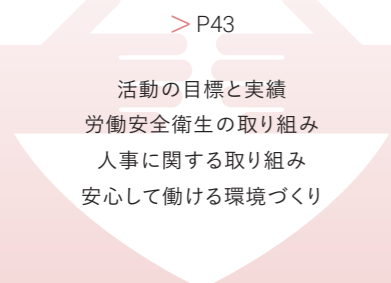 > P43
活動の目標と実績
労働安全衛生の取り組み
人事に関する取り組み
安心して働ける環境づくり